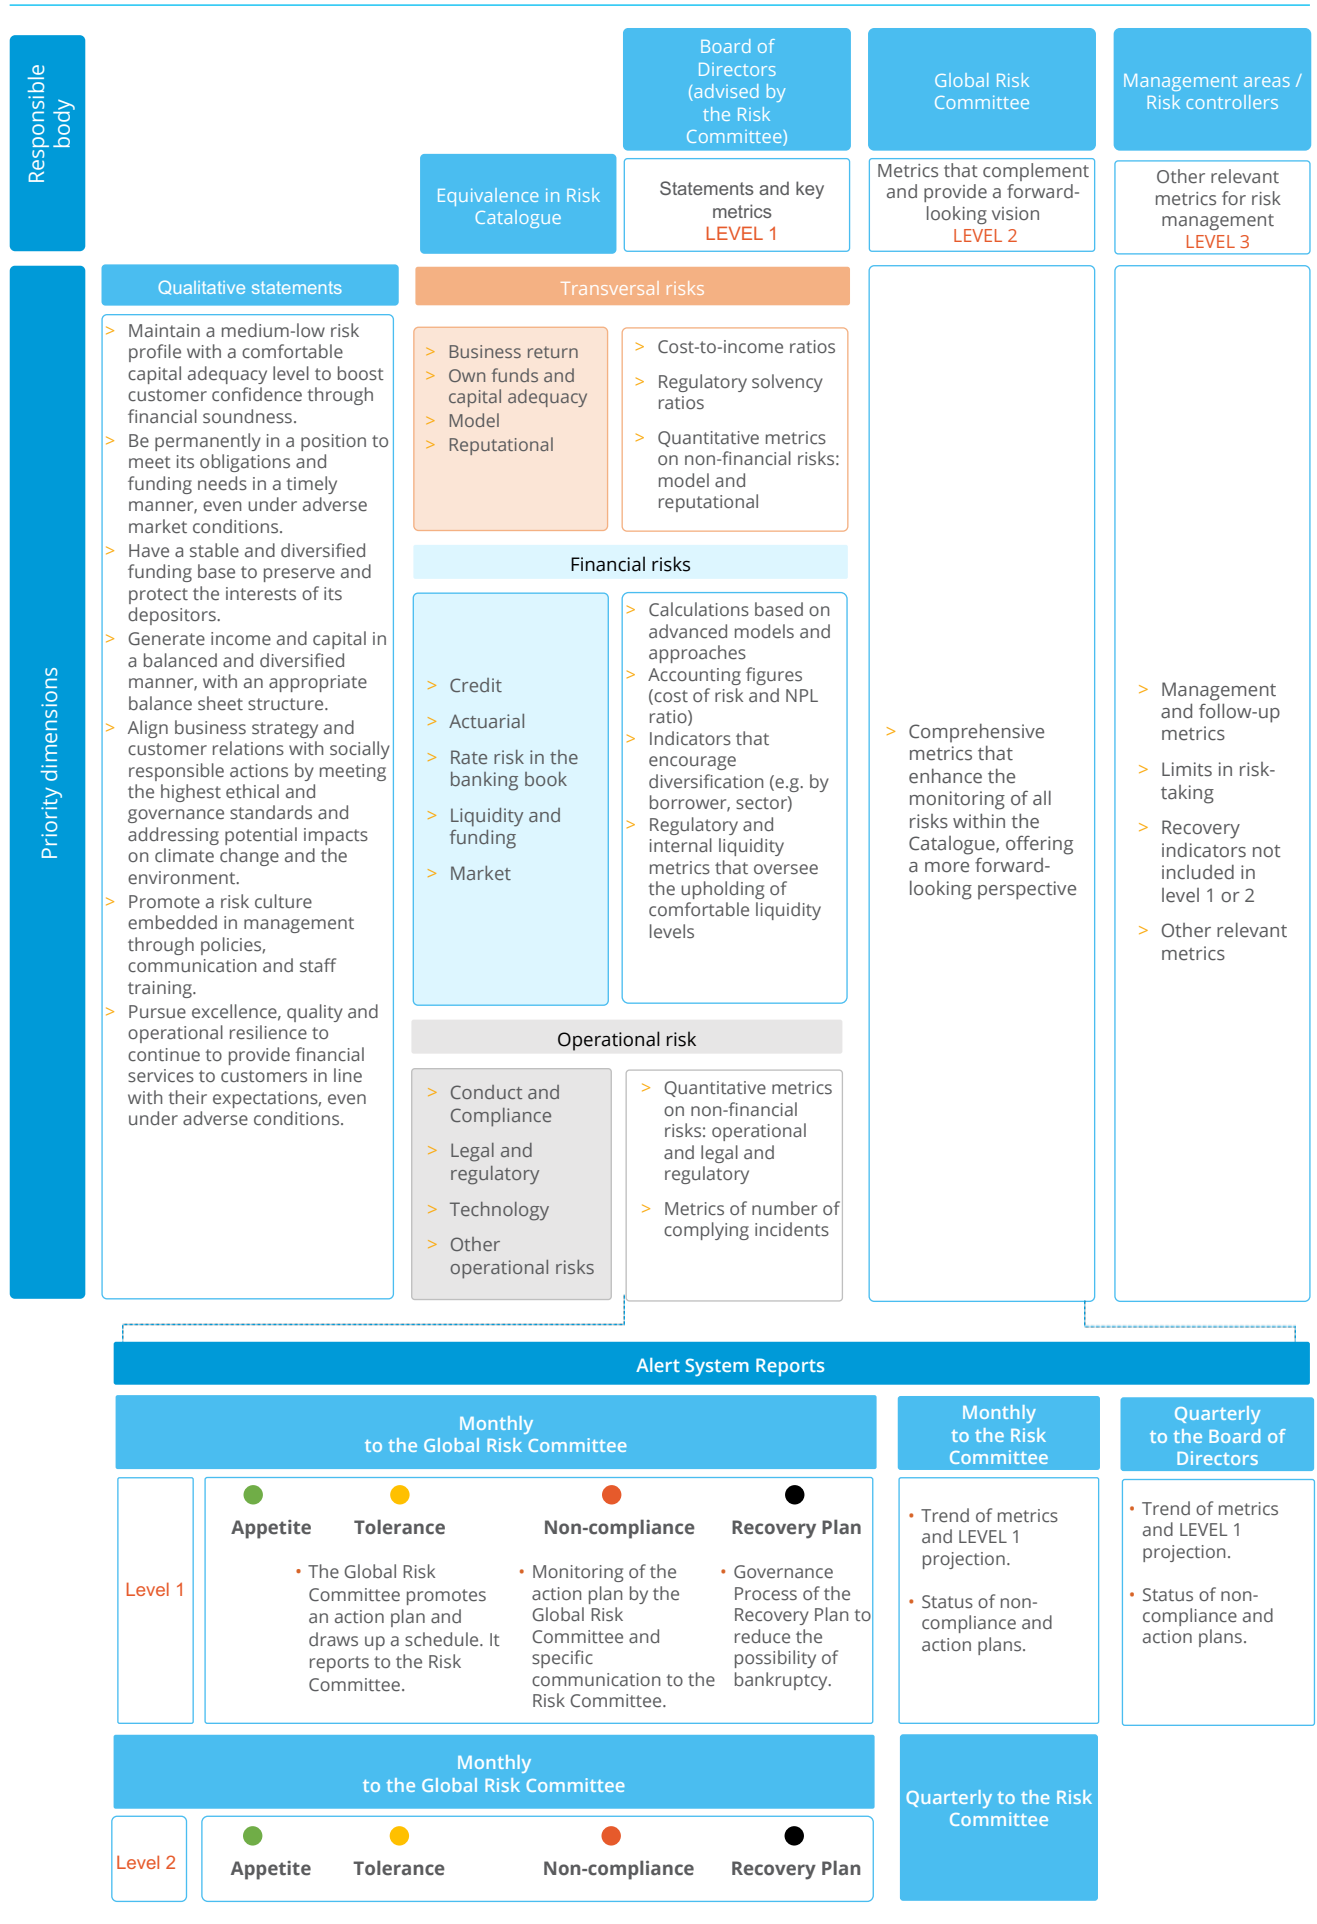 Responsible
body
Board of
Directors
(advised by
the Risk
Committee)
Global Risk
Committee
Management areas /
Risk controllers
Equivalence in Risk
Catalogue
Statements and key
metrics
LEVEL 1
Metrics that complement
and provide a forward-
looking vision
LEVEL 2
Other relevant
metrics for risk
management
LEVEL 3
Priority dimensions
Qualitative statements
> Maintain a medium-low risk
profile with a comfortable
capital adequacy level to boost
customer confidence through
financial soundness.
> Be permanently in a position to
meet its obligations and
funding needs in a timely
manner, even under adverse
market conditions.
> Have a stable and diversified
funding base to preserve and
protect the interests of its
depositors.
> Generate income and capital in
a balanced and diversified
manner, with an appropriate
balance sheet structure.
> Align business strategy and
customer relations with socially
responsible actions by meeting
the highest ethical and
governance standards and
addressing potential impacts
on climate change and the
environment.
> Promote a risk culture
embedded in management
through policies,
communication and staff
training.
> Pursue excellence, quality and
operational resilience to
continue to provide financial
services to customers in line
with their expectations, even
under adverse conditions.
Transversal risks
> Business return
> Own funds and
capital adequacy
> Model
> Reputational
> Cost-to-income ratios
> Regulatory solvency
ratios
> Quantitative metrics
on non-financial risks:
model and
reputational
Financial risks
> Credit
> Actuarial
> Rate risk in the
banking book
> Liquidity and
funding
> Market
> Calculations based on
advanced models and
approaches
> Accounting figures
(cost of risk and NPL
ratio)
> Indicators that
encourage
diversification (e.g. by
borrower, sector)
> Regulatory and
internal liquidity
metrics that oversee
the upholding of
comfortable liquidity
levels
Operational risk
> Conduct and
Compliance
> Legal and
regulatory
> Technology
> Other
operational risks
> Quantitative metrics
on non-financial
risks: operational
and legal and
regulatory
> Metrics of number of
complying incidents
> Comprehensive
metrics that
enhance the
monitoring of all
risks within the
Catalogue, offering
a more forward-
looking perspective
> Management
and follow-up
metrics
> Limits in risk-
taking
> Recovery
indicators not
included in
level 1 or 2
> Other relevant
metrics
Alert System Reports
Monthly
to the Global Risk Committee
Monthly
to the Risk
Committee
Quarterly
to the Board of
Directors
Level 1
Appetite
Tolerance
• The Global Risk
Committee promotes
an action plan and
draws up a schedule. It
reports to the Risk
Committee.
Non-compliance
• Monitoring of the
action plan by the
Global Risk
Committee and
specific
communication to the
Risk Committee.
Recovery Plan
• Governance
Process of the
Recovery Plan to
reduce the
possibility of
bankruptcy.
• Trend of metrics
and LEVEL 1
projection.
• Status of non-
compliance and
action plans.
• Trend of metrics
and LEVEL 1
projection.
• Status of non-
compliance and
action plans.
Monthly
to the Global Risk Committee
Quarterly to the Risk
Committee
Level 2
Appetite
Tolerance
Non-compliance
Recovery Plan